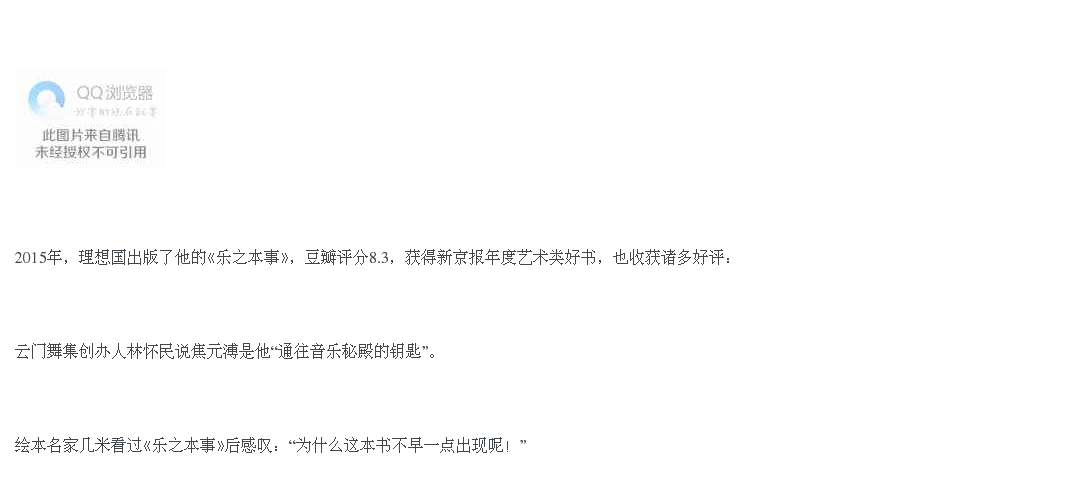 QQ浏览器
此图片来自腾讯
未经授权不可引用
2015年，理想国出版了他的《乐之本事》，豆瓣评分8.3，获得新京报年度艺术类好书，也收获诸多好评：
云门舞集创办人林怀民说焦元溥是他“通往音乐秘殿的钥匙”。
绘本名家几米看过《乐之本事》后感叹：“为什么这本书不早一点出现呢！”